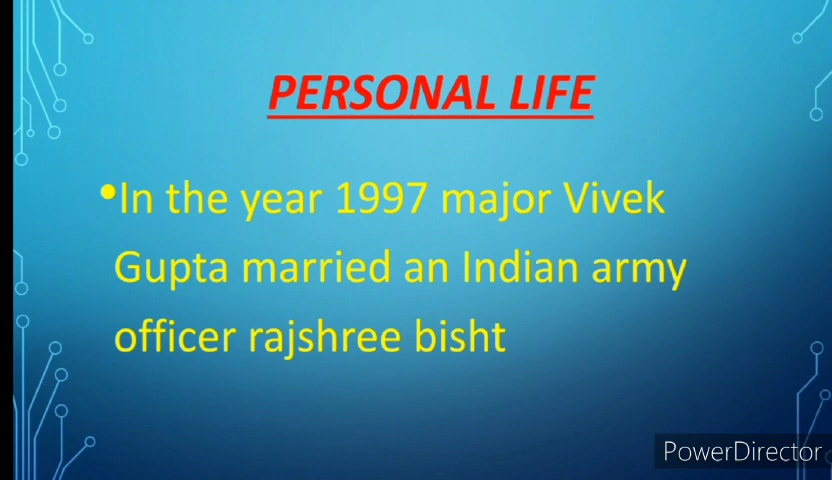 PERSONAL LIFE
•In the year 1997 major Vivek
Gupta married an Indian army
officer rajshree bisht
PowerDirector